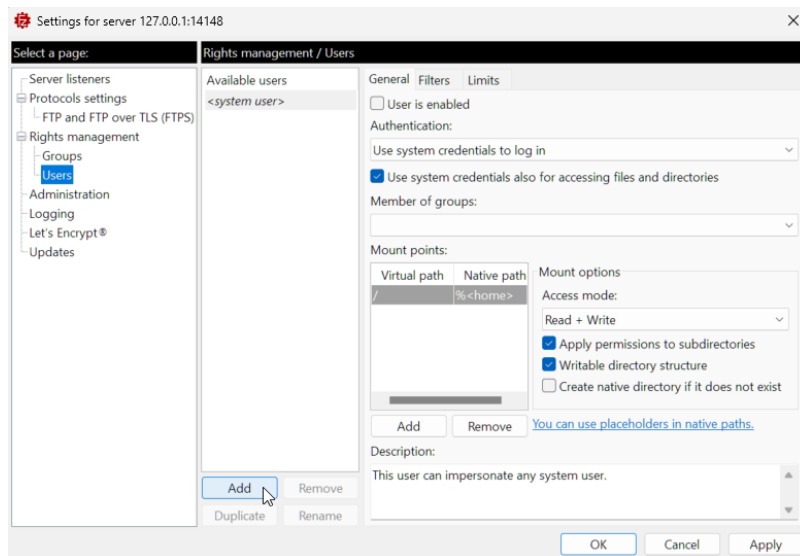 Settings for server 127.0.0.1:14148
Select a page:
Server listeners
Protocols settings
FTP and FTP over TLS (FTPS)
Rights management
Groups
Users
Administration
Logging
Let's Encrypt®
Updates
Rights management / Users
Available users
<system user>
Add
Remove
Duplicate
Rename
General Filters Limits
User is enabled
Authentication:
Use system credentials to log in
Use system credentials also for accessing files and directories
Member of groups:
Mount points:
Virtual path Native path
/ %<home>
Add Remove
Mount options
Access mode:
Read + Write
Apply permissions to subdirectories
Writable directory structure
Create native directory if it does not exist
You can use placeholders in native paths.
Description:
This user can impersonate any system user.
OK Cancel Apply